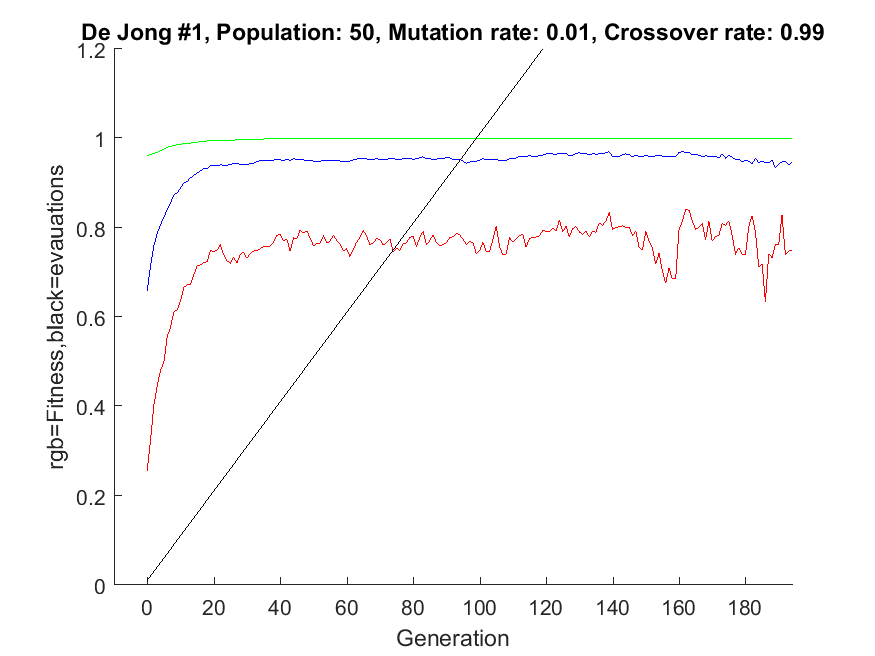 De Jong #1, Population: 50, Mutation rate: 0.01, Crossover rate: 0.99
1.2
1
0.8
0.6
0.4
0.2
0
rgb=Fitness,black=evauations
0 20 40 60 80 100 120 140 160 180
Generation